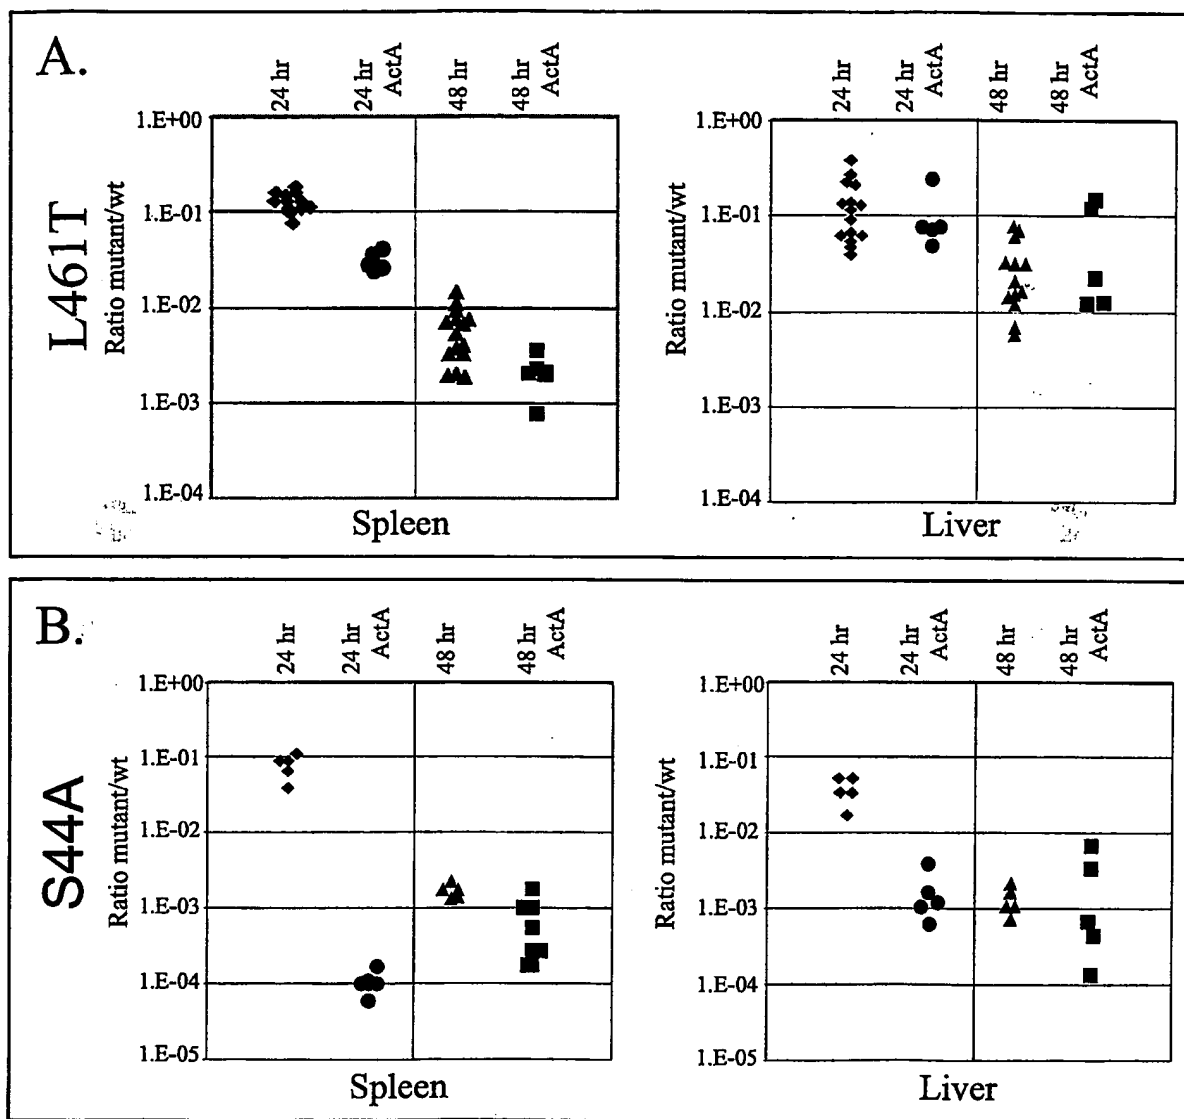 A.
L461T
24 hr
24 hr
ActA
48 hr
48 hr
ActA
Ratio mutant/wt
1.E+00
1.E-01
1.E-02
1.E-03
1.E-04
Spleen
24 hr
24 hr
ActA
48 hr
48 hr
ActA
Ratio mutant/wt
1.E+00
1.E-01
1.E-02
1.E-03
1.E-04
Liver
B.
S44A
24 hr
24 hr
ActA
48 hr
48 hr
ActA
Ratio mutant/wt
1.E+00
1.E-01
1.E-02
1.E-03
1.E-04
1.E-05
Spleen
24 hr
24 hr
ActA
48 hr
48 hr
ActA
Ratio mutant/wt
1.E+00
1.E-01
1.E-02
1.E-03
1.E-04
1.E-05
Liver